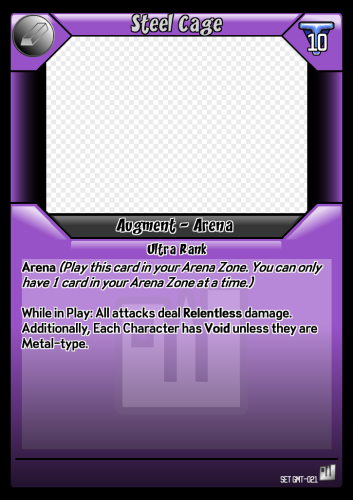 Steel Cage
10
Augment - Arena
Ultra Rank
Arena (Play this card in your Arena Zone. You can only
have 1 card in your Arena Zone at a time.)
While in Play: All attacks deal Relentless damage.
Additionally, Each Character has Void unless they are
Metal-type.
SET GMT-021